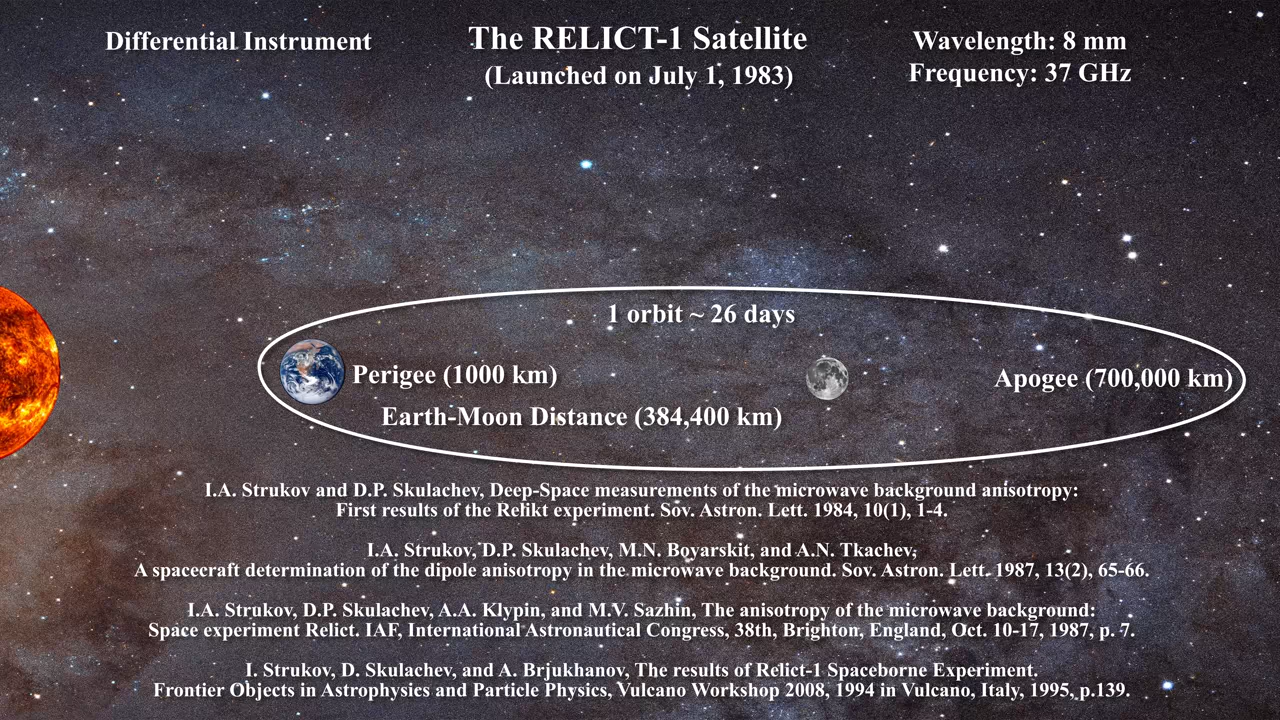 Differential Instrument
The RELICT-1 Satellite
(Launched on July 1, 1983)
Wavelength: 8 mm
Frequency: 37 GHz
1 orbit ~ 26 days
Perigee (1000 km)
Apogee (700,000 km)
Earth-Moon Distance (384,400 km)
I.A. Strukov and D.P. Skulachev, Deep-Space measurements of the microwave background anisotropy:
First results of the Relikt experiment. Sov. Astron. Lett. 1984, 10(1), 1-4.
I.A. Strukov, D.P. Skulachev, M.N. Boyarskit, and A.N. Tkachev,
A spacecraft determination of the dipole anisotropy in the microwave background. Sov. Astron. Lett. 1987, 13(2), 65-66.
I.A. Strukov, D.P. Skulachev, A.A. Klypin, and M.V. Sazhin, The anisotropy of the microwave background:
Space experiment Relict. IAF, International Astronautical Congress, 38th, Brighton, England, Oct. 10-17, 1987, p. 7.
I. Strukov, D. Skulachev, and A. Brjukhanov, The results of Relict-1 Spaceborne Experiment.
Frontier Objects in Astrophysics and Particle Physics, Vulcano Workshop 2008, 1994 in Vulcano, Italy, 1995, p.139.